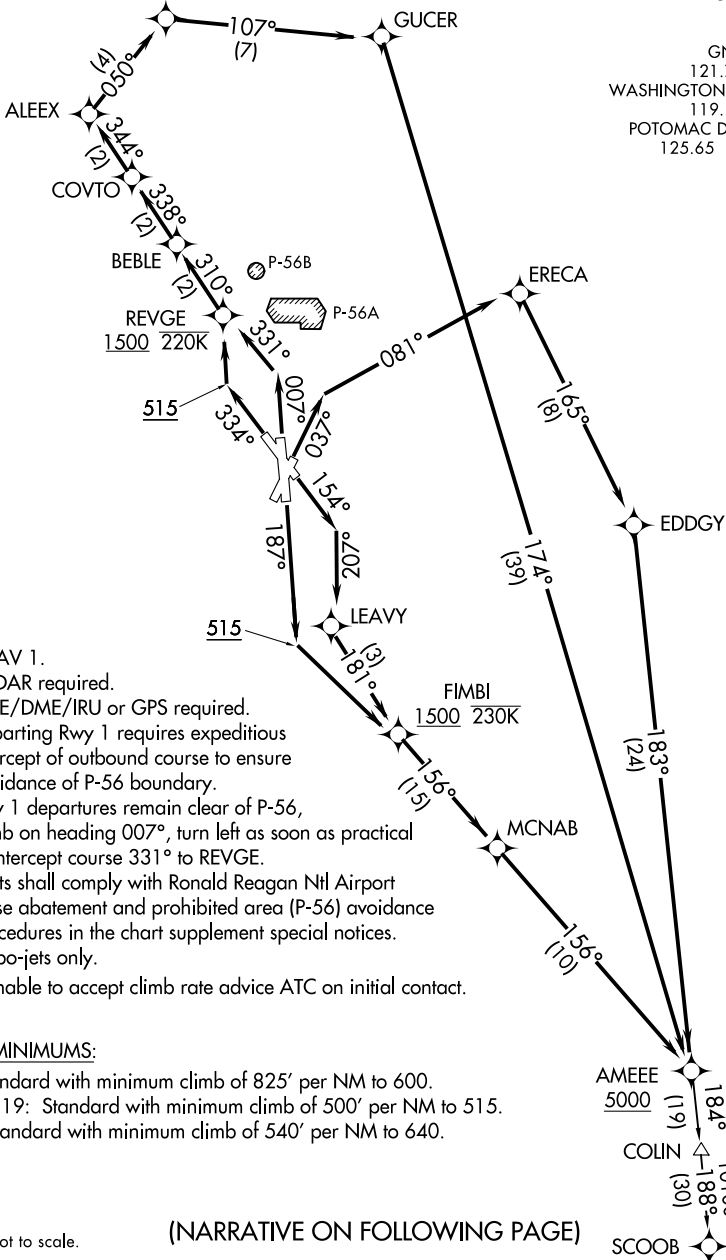 107°
(7)
GUCER
(4)
050°
ALEEX
344°
(2)
COVTO
338°
(2)
BEBLE
310°
(2)
P-56B
P-56A
REVGE
1500 220K
331°
515
334°
007°
037°
081°
ERECA
165°
(8)
EDDGY
154°
207°
187°
174°
(39)
515
LEAVY
(3)
181°
FIMBI
1500 230K
156°
(15)
183°
(24)
MCNAB
156°
(10)
WASHINGTON
119.
POTOMAC D
125.65
AV 1.
DAR required.
E/DME/IRU or GPS required.
parting Rwy 1 requires expeditious
ercept of outbound course to ensure
idance of P-56 boundary.
y 1 departures remain clear of P-56,
mb on heading 007°, turn left as soon as practical
ntercept course 331° to REVGE.
ts shall comply with Ronald Reagan Ntl Airport
se abatement and prohibited area (P-56) avoidance
cedures in the chart supplement special notices.
bo-jets only.
nable to accept climb rate advice ATC on initial contact.
MINIMUMS:
ndard with minimum climb of 825' per NM to 600.
19: Standard with minimum climb of 500' per NM to 515.
tandard with minimum climb of 540' per NM to 640.
AMEEE
5000
184°
(19)
COLIN
188°
(30)
SCOOB
ot to scale.
(NARRATIVE ON FOLLOWING PAGE)